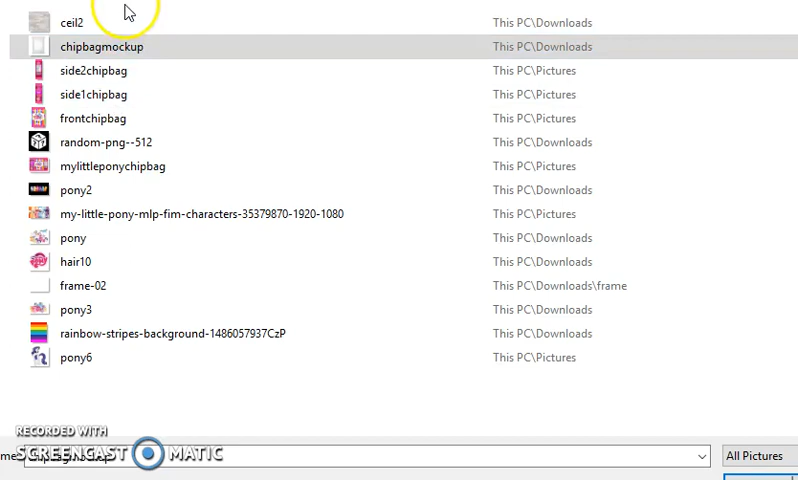 ceil2 This PC\Downloads
chipbagmockup This PC\Downloads
side2chipbag This PC\Pictures
side1chipbag This PC\Pictures
frontchipbag This PC\Pictures
random-png--512 This PC\Downloads
mylittleponychipbag This PC\Pictures
pony2 This PC\Downloads
my-little-pony-mlp-fim-characters-35379870-1920-1080 This PC\Pictures
pony This PC\Downloads
hair10 This PC\Downloads
frame-02 This PC\Downloads\frame
pony3 This PC\Downloads
rainbow-stripes-background-1486057937CzP This PC\Downloads
pony6 This PC\Pictures
RECORDED WITH
SCREENCAST MATIC
All Pictures